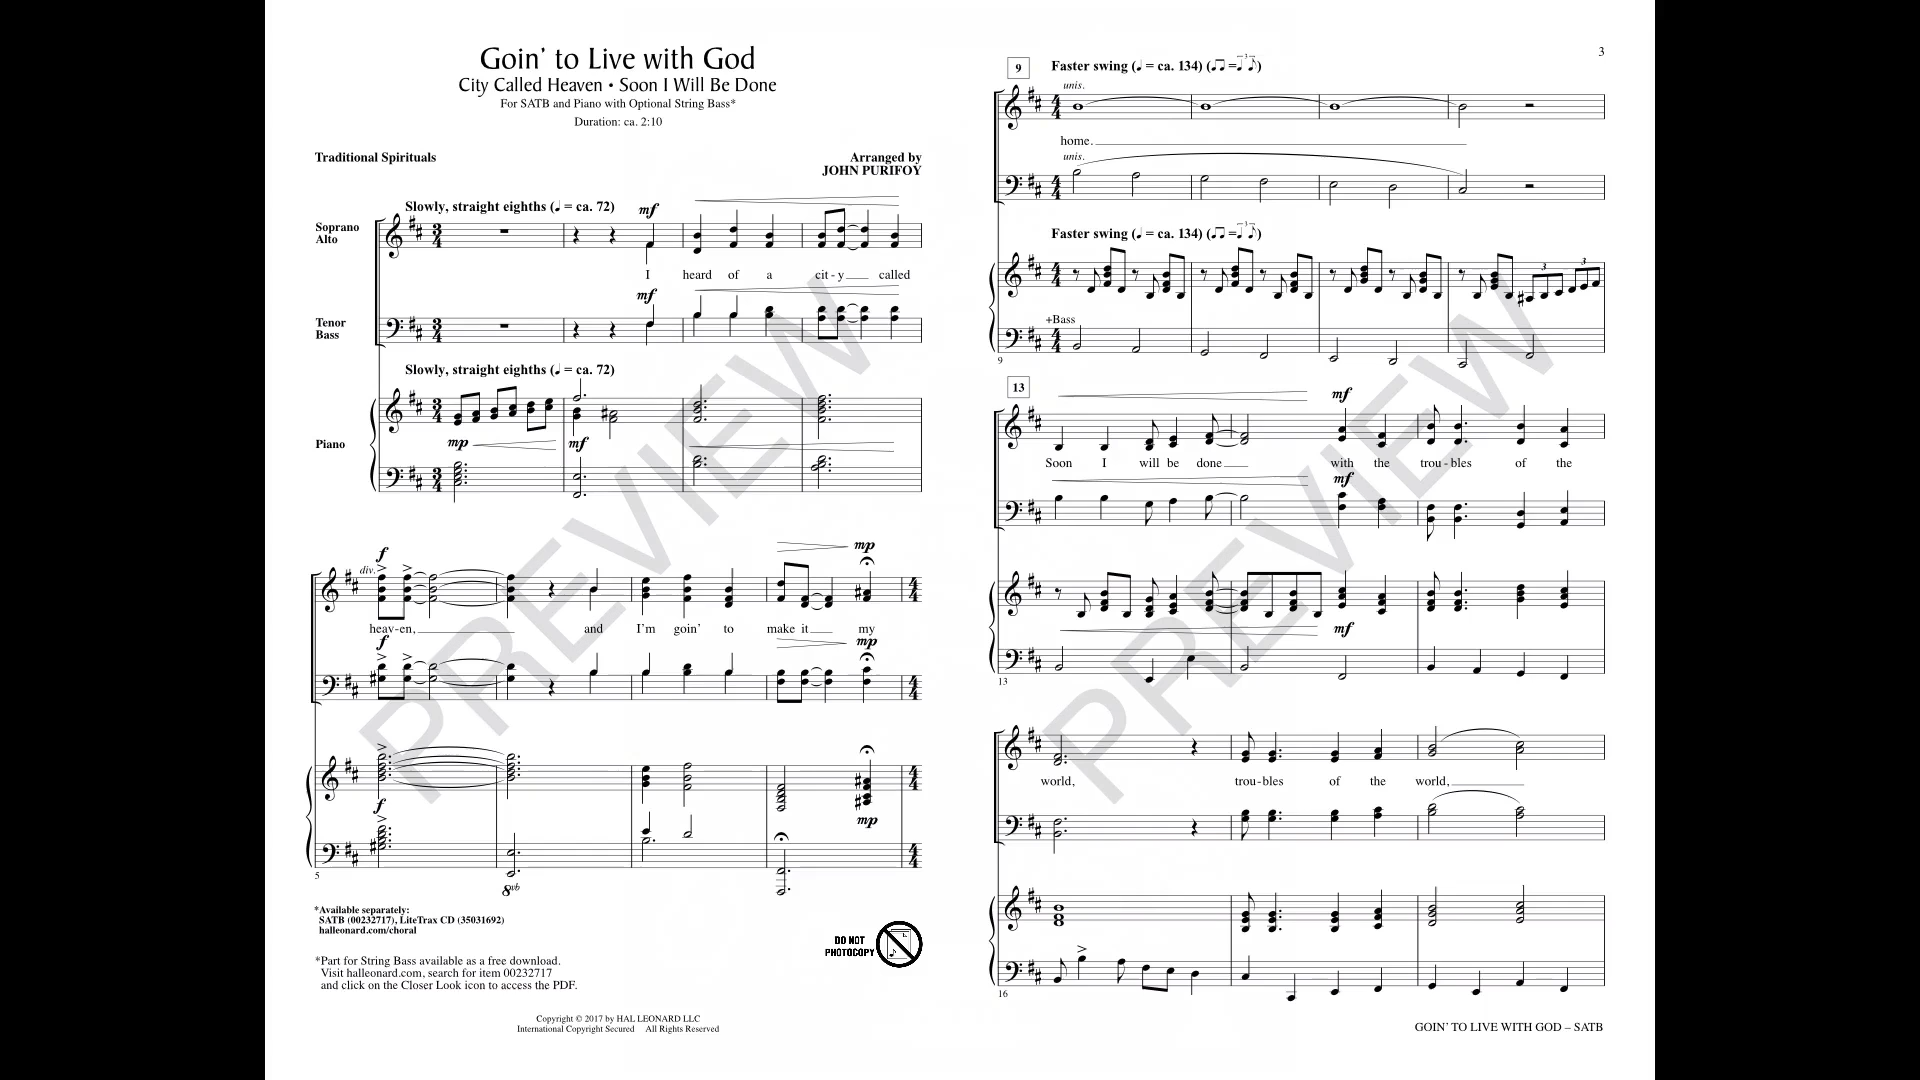 Goin' to Live with God
City Called Heaven • Soon I Will Be Done
For SATB and Piano with Optional String Bass*
Duration: ca. 2:10
Traditional Spirituals
Arranged by
JOHN PURIFOY
Slowly, straight eighths (♩ = ca. 72)
mf
Soprano
Alto
I heard of a cit - y called
mf
Tenor
Bass
Slowly, straight eighths (♩ = ca. 72)
Piano
mp mf
f mp
div.
heav-en, and I'm goin' to make it my
f mp
f mp
5
8vb
*Available separately:
SATB (00232717), LiteTrax CD (35031692)
halleonard.com/choral
DO NOT
PHOTOCOPY
*Part for String Bass available as a free download.
Visit halleonard.com, search for item 00232717
and click on the Closer Look icon to access the PDF.
Copyright © 2017 by HAL LEONARD LLC
International Copyright Secured All Rights Reserved
PREVIEW
3
9 Faster swing (♩ = ca. 134) (♫ = ♩ ♪ 3)
unis.
4/4
home.
unis.
Faster swing (♩ = ca. 134) (♫ = ♩ ♪ 3)
3 3
+Bass
9
13
mf
Soon I will be done with the trou - bles of the
mf
mf
13
world, trou - bles of the world,
16
GOIN' TO LIVE WITH GOD – SATB
PREVIEW